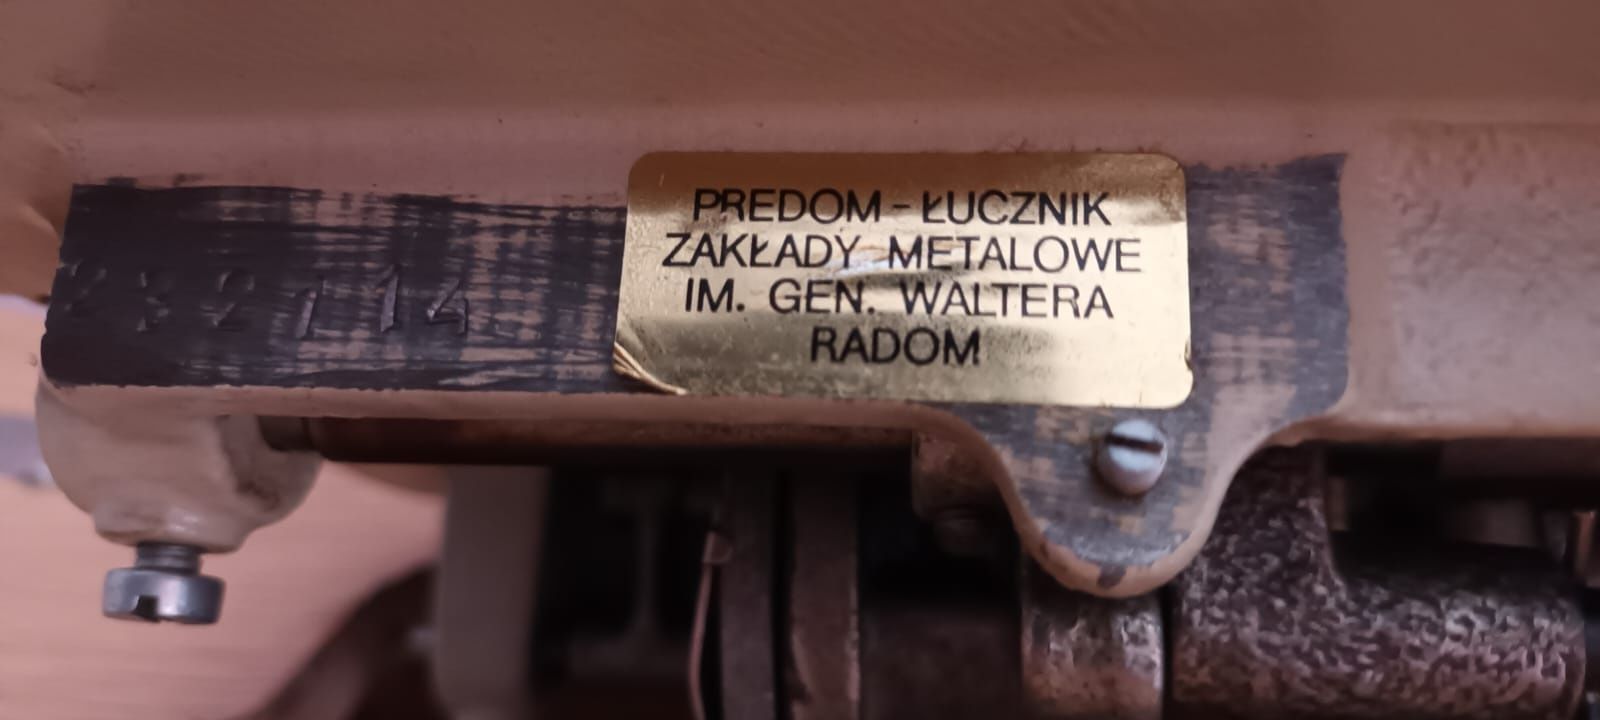 PREDOM-ŁUCZNIK
ZAKŁADY METALOWE
IM. GEN. WALTERA
RADOM